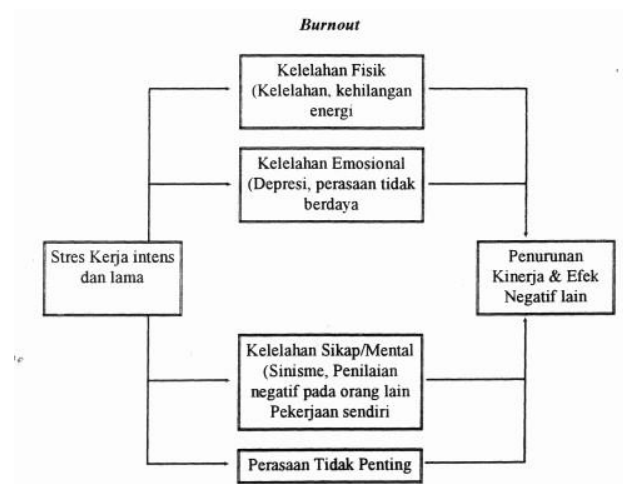 Burnout
Kelelahan Fisik
(Kelelahan, kehilangan
energi
Kelelahan Emosional
(Depresi, perasaan tidak
berdaya
Stres Kerja intens
dan lama
Penurunan
Kinerja & Efek
Negatif lain
Kelelahan Sikap/Mental
(Sinisme, Penilaian
negatif pada orang lain
Pekerjaan sendiri
Perasaan Tidak Penting